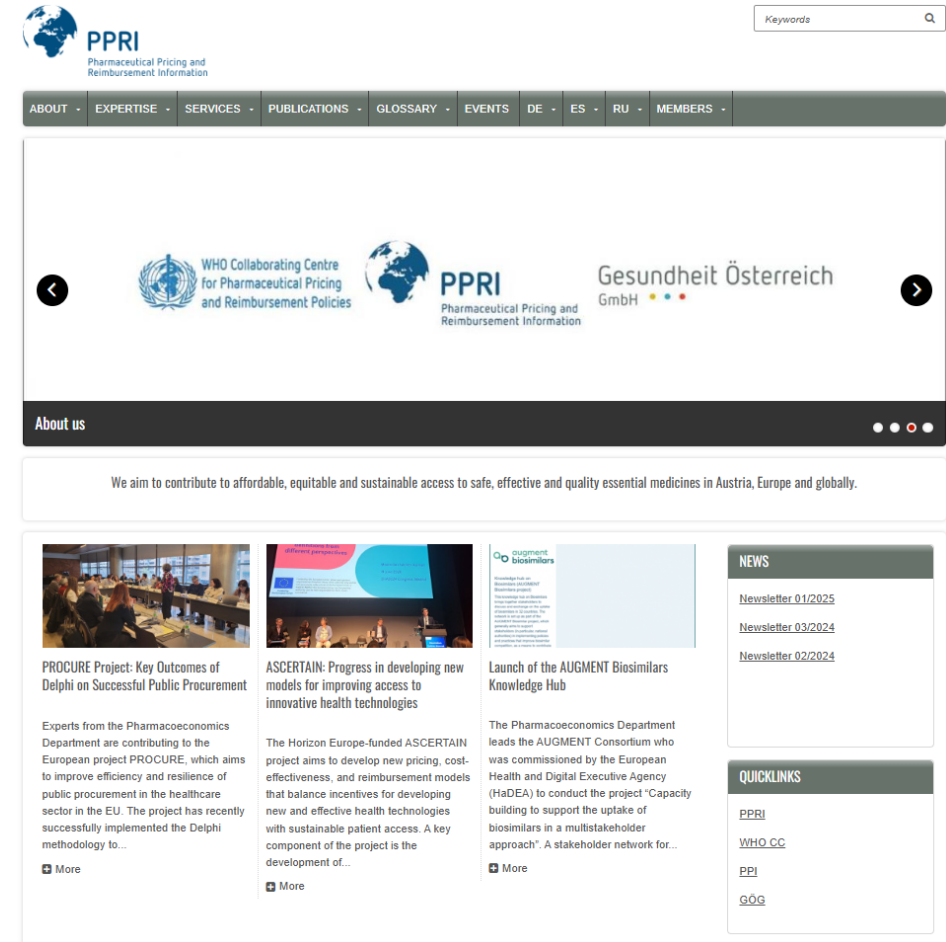 PPRI
Pharmaceutical Pricing and
Reimbursement Information
Keywords
ABOUT
EXPERTISE
SERVICES
PUBLICATIONS
GLOSSARY
EVENTS
DE
ES
RU
MEMBERS
WHO Collaborating Centre
for Pharmaceutical Pricing
and Reimbursement Policies
PPRI
Pharmaceutical Pricing and
Reimbursement Information
Gesundheit Österreich
GmbH
About us
We aim to contribute to affordable, equitable and sustainable access to safe, effective and quality essential medicines in Austria, Europe and globally.
PROCURE Project: Key Outcomes of
Delphi on Successful Public Procurement
Experts from the Pharmacoeconomics
Department are contributing to the
European project PROCURE, which aims
to improve efficiency and resilience of
public procurement in the healthcare
sector in the EU. The project has recently
successfully implemented the Delphi
methodology to...
More
different perspectives
ASCERTAIN: Progress in developing new
models for improving access to
innovative health technologies
The Horizon Europe-funded ASCERTAIN
project aims to develop new pricing, cost-
effectiveness, and reimbursement models
that balance incentives for developing
new and effective health technologies
with sustainable patient access. A key
component of the project is the
development of...
More
augment
biosimilars
Knowledge hub on
Biosimilars (AUGMENT
Biosimilars project)
Launch of the AUGMENT Biosimilars
Knowledge Hub
The Pharmacoeconomics Department
leads the AUGMENT Consortium who
was commissioned by the European
Health and Digital Executive Agency
(HaDEA) to conduct the project “Capacity
building to support the uptake of
biosimilars in a multistakeholder
approach”. A stakeholder network for...
More
NEWS
Newsletter 01/2025
Newsletter 03/2024
Newsletter 02/2024
QUICKLINKS
PPRI
WHO CC
PPI
GÖG